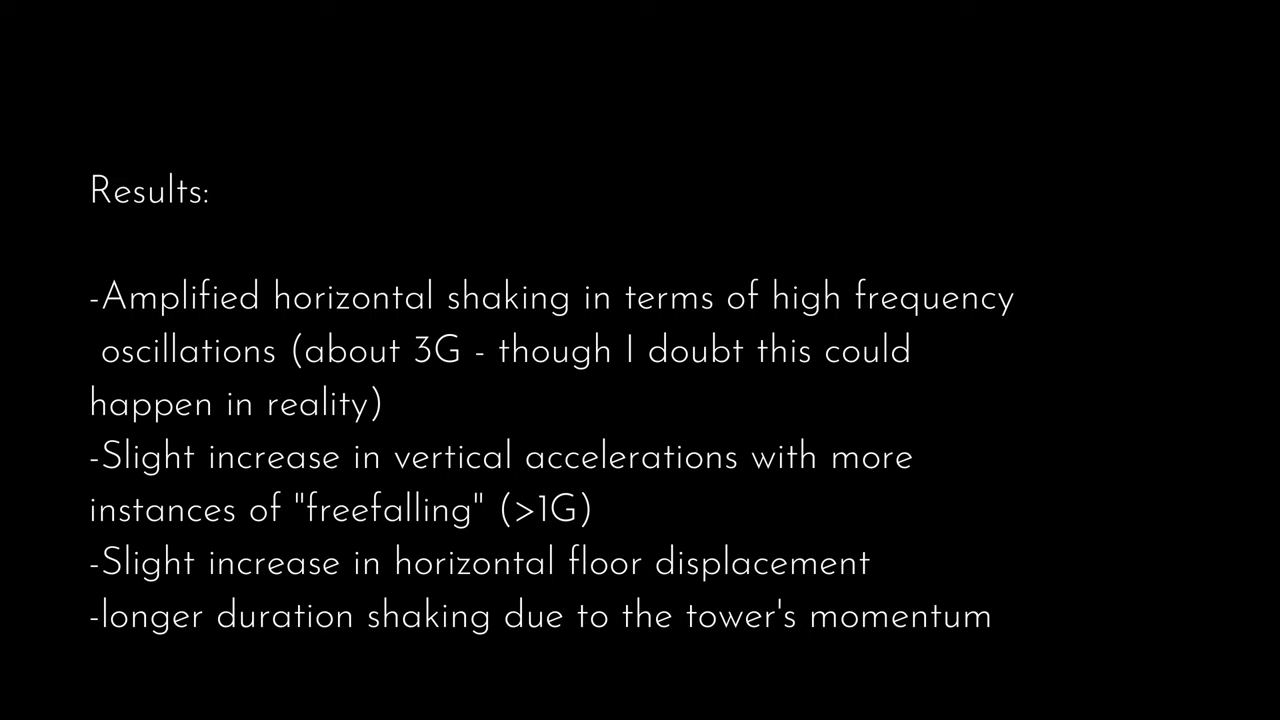 Results:
-Amplified horizontal shaking in terms of high frequency
oscillations (about 3G - though I doubt this could
happen in reality)
-Slight increase in vertical accelerations with more
instances of "freefalling" (>1G)
-Slight increase in horizontal floor displacement
-longer duration shaking due to the tower's momentum